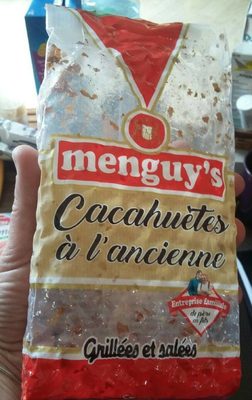 menguy's
Cacahuètes
à l'ancienne
Entreprise familiale
de père
en fils
Grillées et salées